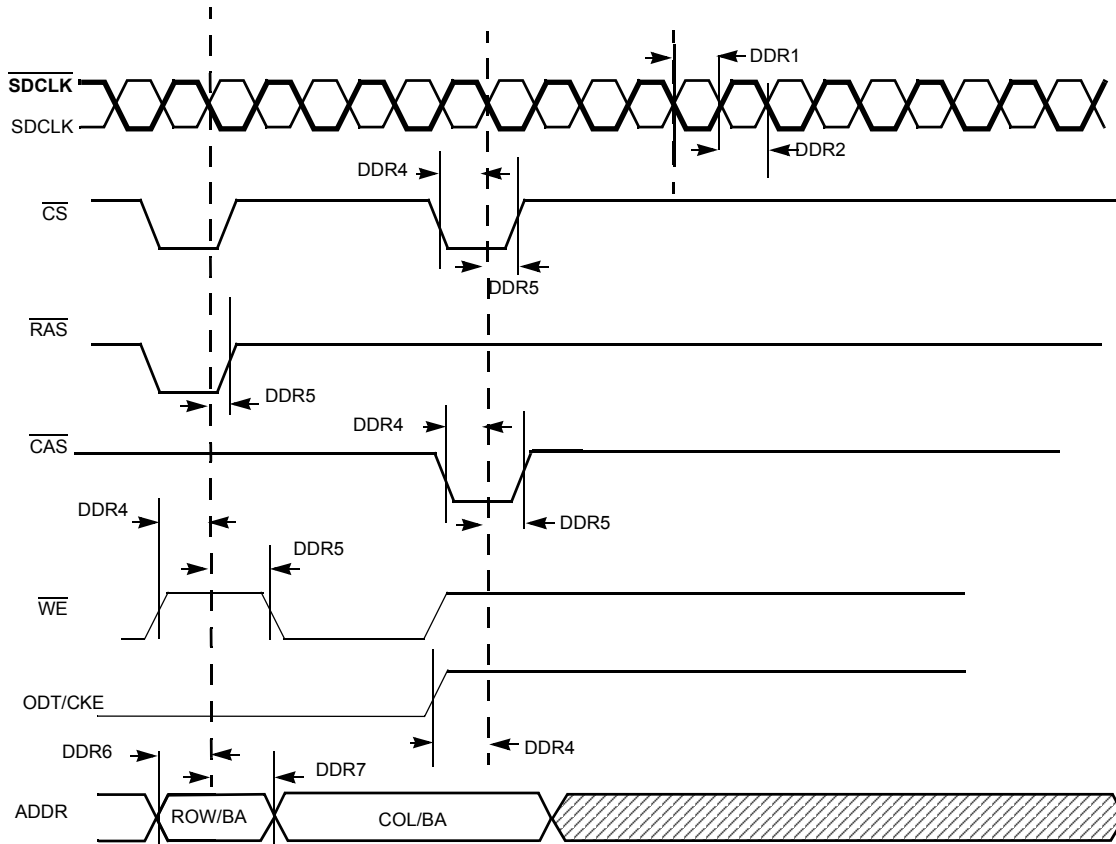 DDR1
SDCLK
SDCLK
DDR2
DDR4
CS
DDR5
RAS
DDR5
DDR4
CAS
DDR4
DDR5
DDR5
WE
ODT/CKE
DDR4
DDR6
DDR7
ADDR
ROW/BA
COL/BA